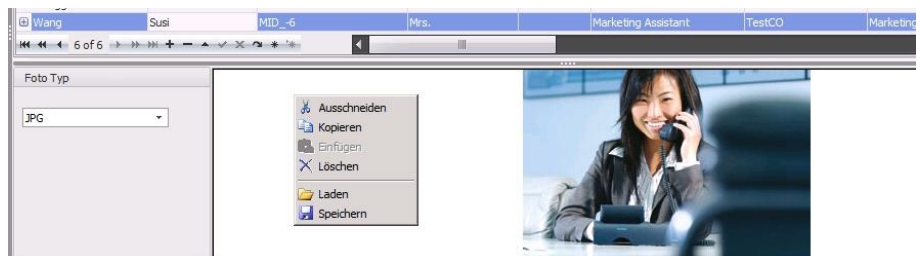 Wang Susi MID_-6 Mrs. Marketing Assistant TestCO Marketing
6 of 6
Foto Typ
JPG
Ausschneiden
Kopieren
Einfügen
Löschen
Laden
Speichern